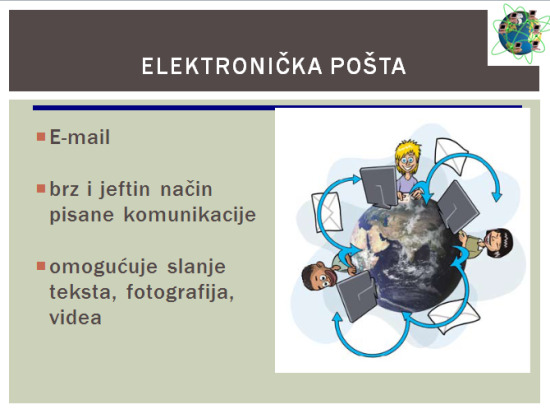 ELEKTRONIČKA POŠTA
E-mail
brz i jeftin način
pisane komunikacije
omogućuje slanje
teksta, fotografija,
videa